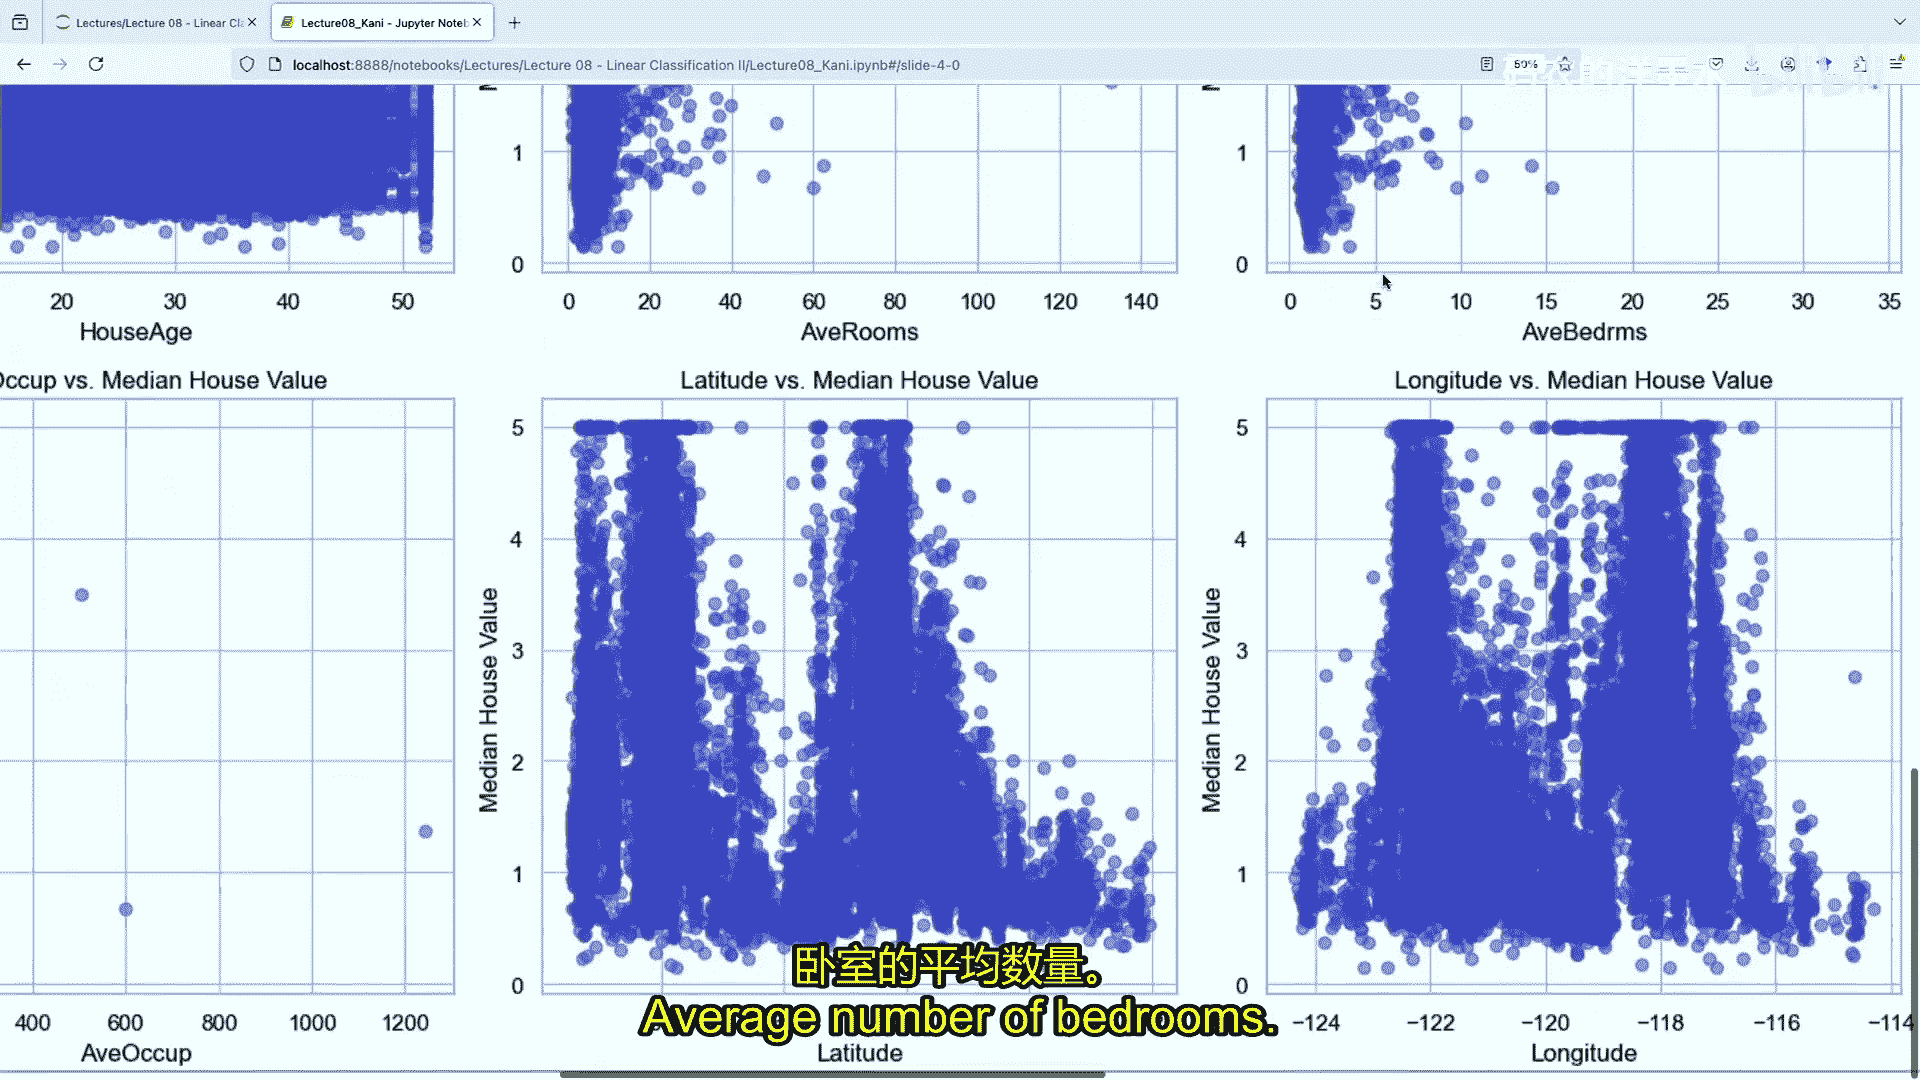 Lectures/Lecture 08 - Linear Cl
Lecture08_Kani - Jupyter Noteb
localhost:8888/notebooks/Lectures/Lecture 08 - Linear Classification II/Lecture08_Kani.ipynb#/slide-4-0
50%
20 30 40 50
HouseAge
1
0
0 20 40 60 80 100 120 140
AveRooms
1
0
0 5 10 15 20 25 30 35
AveBedrms
Occup vs. Median House Value
400 600 800 1000 1200
AveOccup
Latitude vs. Median House Value
Median House Value
5
4
3
2
1
0
Latitude
Longitude vs. Median House Value
Median House Value
5
4
3
2
1
0
−124 −122 −120 −118 −116 −114
Longitude
卧室的平均数量。
Average number of bedrooms.